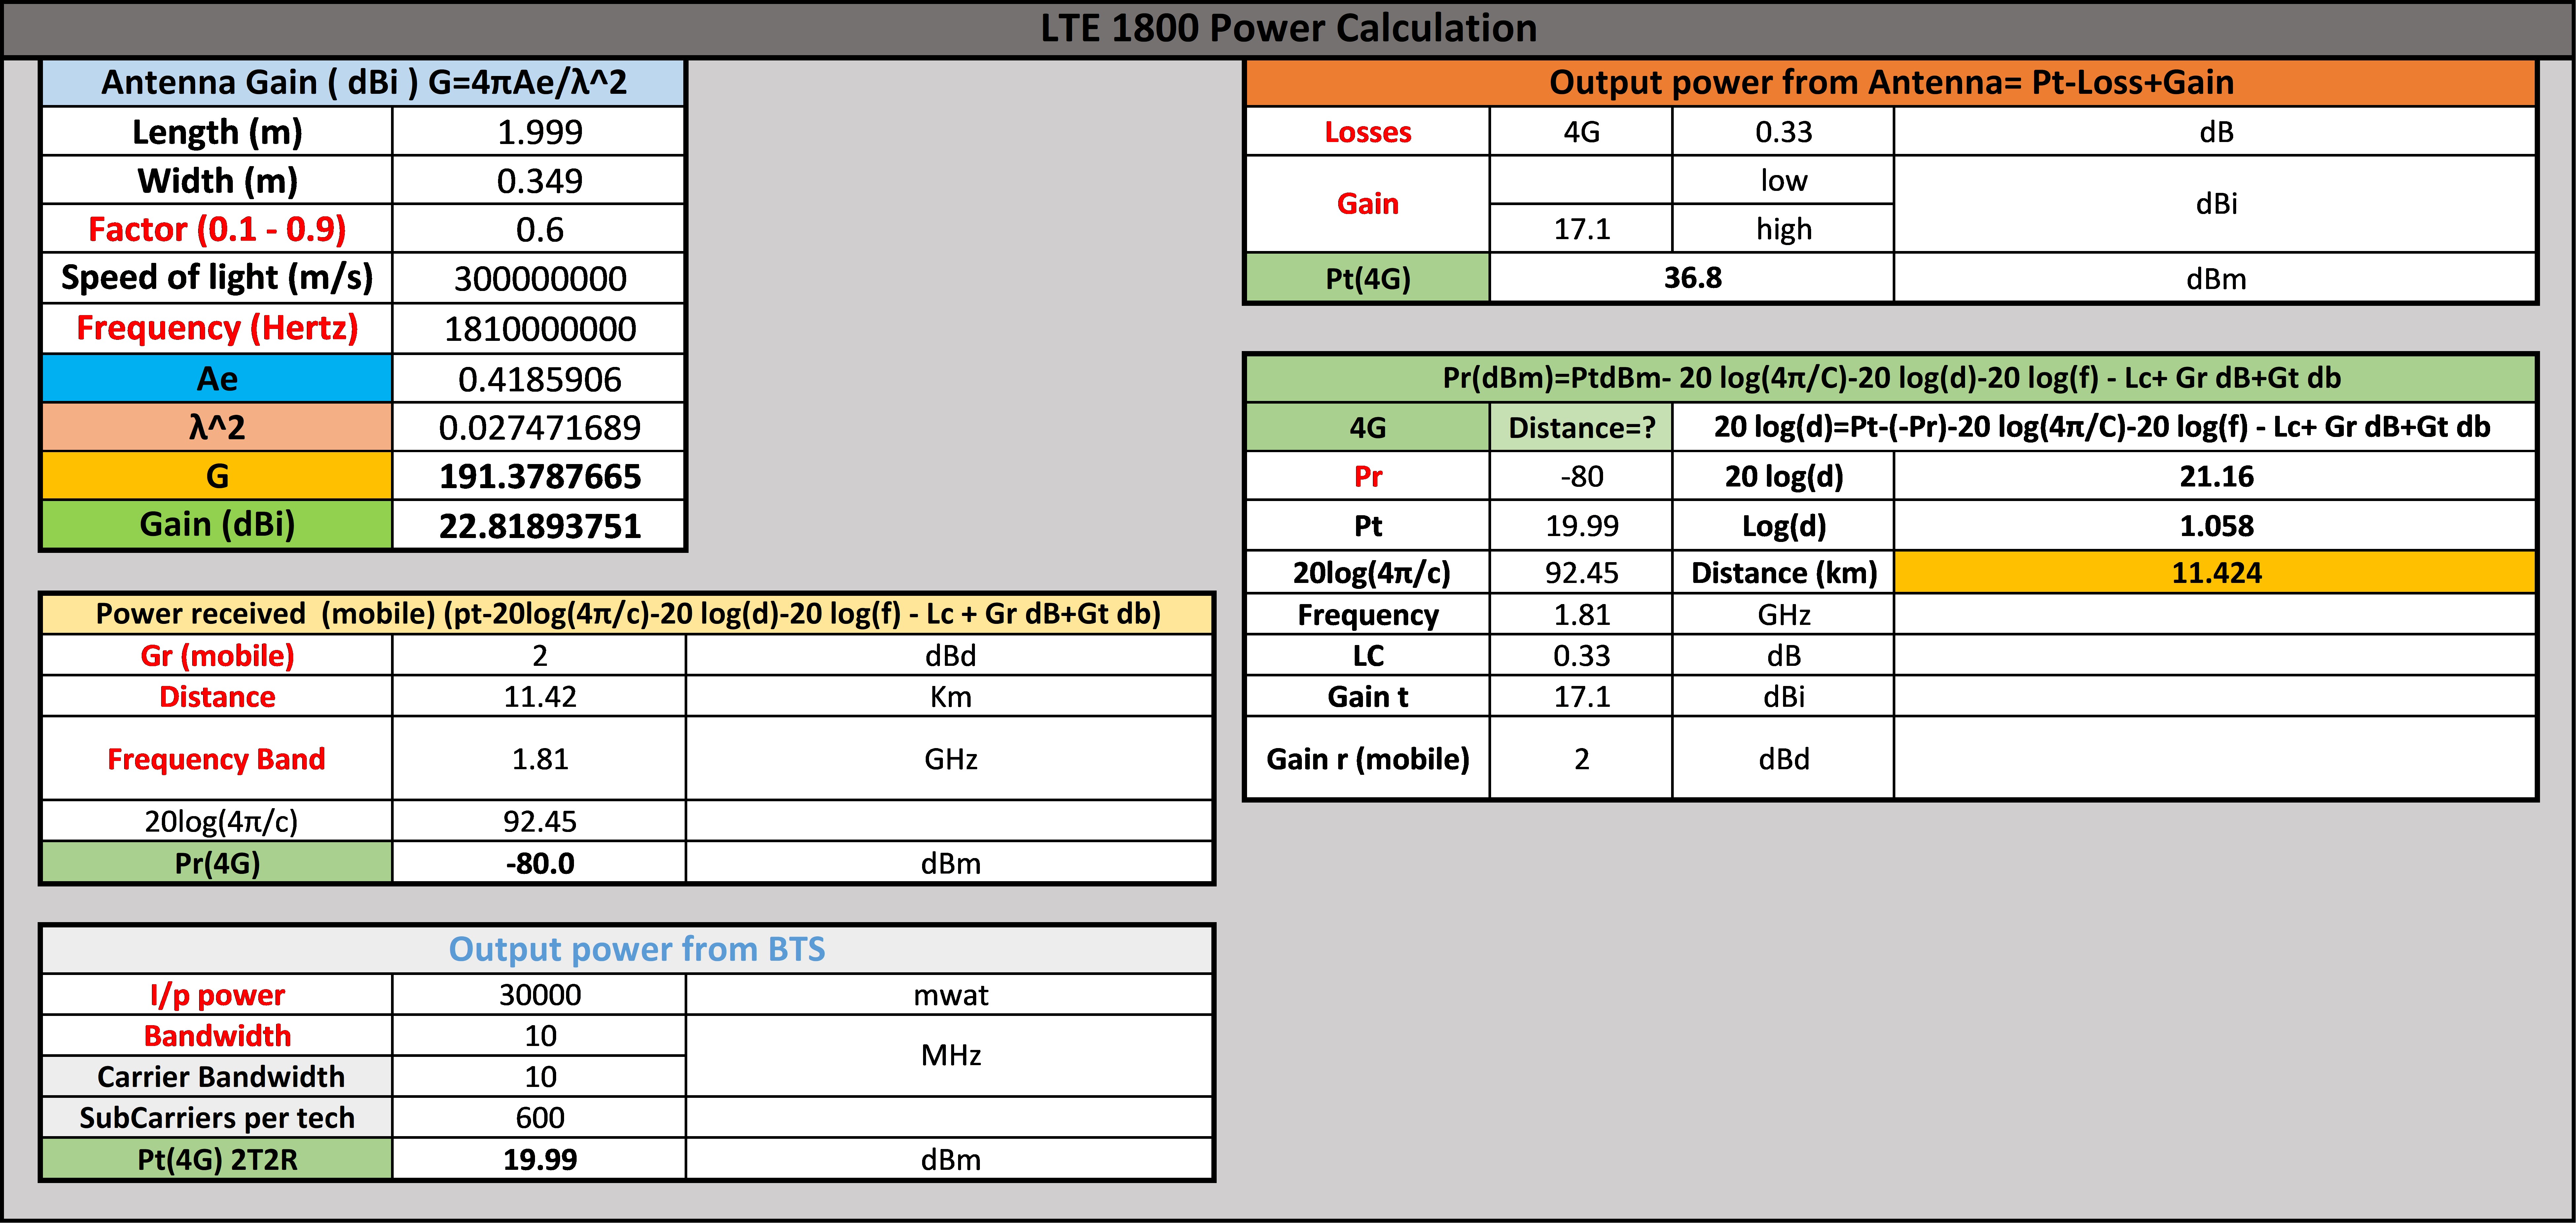 LTE 1800 Power Calculation
Antenna Gain ( dBi ) G=4πAe/λ^2
Length (m) 1.999
Width (m) 0.349
Factor (0.1 - 0.9) 0.6
Speed of light (m/s) 300000000
Frequency (Hertz) 1810000000
Ae 0.4185906
λ^2 0.027471689
G 191.3787665
Gain (dBi) 22.81893751
Power received (mobile) (pt-20log(4π/c)-20 log(d)-20 log(f) - Lc + Gr dB+Gt db)
Gr (mobile) 2 dBd
Distance 11.42 Km
Frequency Band 1.81 GHz
20log(4π/c) 92.45
Pr(4G) -80.0 dBm
Output power from BTS
I/p power 30000 mwat
Bandwidth 10
MHz
Carrier Bandwidth 10
SubCarriers per tech 600
Pt(4G) 2T2R 19.99 dBm
Output power from Antenna= Pt-Loss+Gain
Losses 4G 0.33 dB
low
Gain dBi
17.1 high
Pt(4G) 36.8 dBm
Pr(dBm)=PtdBm- 20 log(4π/C)-20 log(d)-20 log(f) - Lc+ Gr dB+Gt db
4G Distance=? 20 log(d)=Pt-(-Pr)-20 log(4π/C)-20 log(f) - Lc+ Gr dB+Gt db
Pr -80 20 log(d) 21.16
Pt 19.99 Log(d) 1.058
20log(4π/c) 92.45 Distance (km) 11.424
Frequency 1.81 GHz
LC 0.33 dB
Gain t 17.1 dBi
Gain r (mobile) 2 dBd